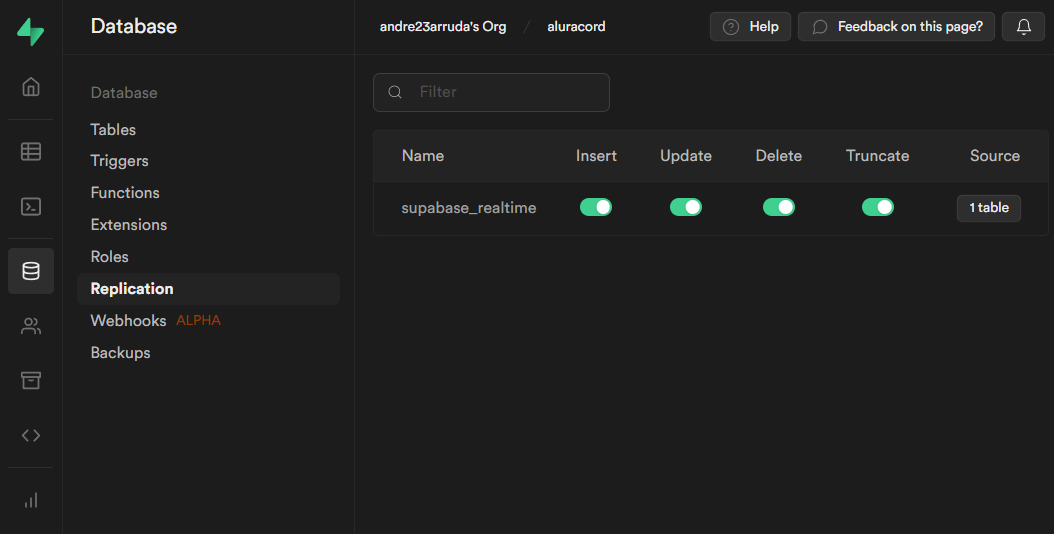 Database
andre23arruda's Org / aluracord
Help
Feedback on this page?
Database
Tables
Triggers
Functions
Extensions
Roles
Replication
Webhooks ALPHA
Backups
Filter
Name Insert Update Delete Truncate Source
supabase_realtime 1 table